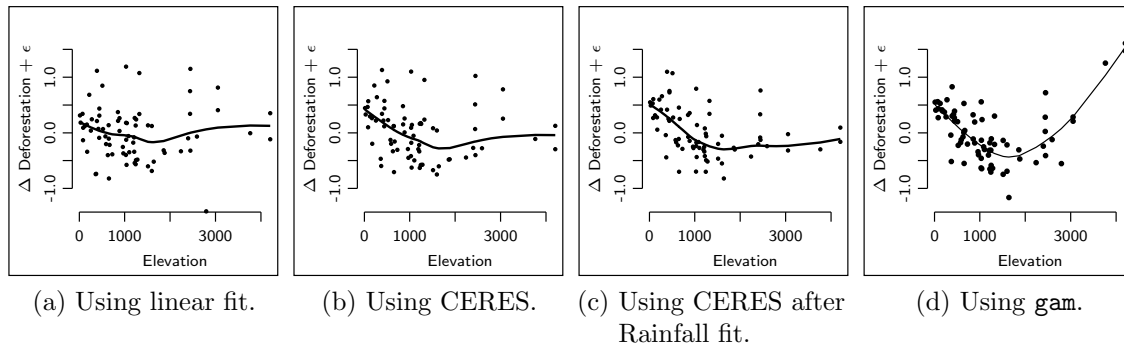 Δ Deforestation + ϵ
1.0
0.0
-1.0
0
1000
3000
Elevation
(a) Using linear fit.
Δ Deforestation + ϵ
1.0
0.0
-1.0
0
1000
3000
Elevation
(b) Using CERES.
Δ Deforestation + ϵ
1.0
0.0
-1.0
0
1000
3000
Elevation
(c) Using CERES after
Rainfall fit.
Δ Deforestation + ϵ
1.0
0.0
-1.0
0
1000
3000
Elevation
(d) Using gam.